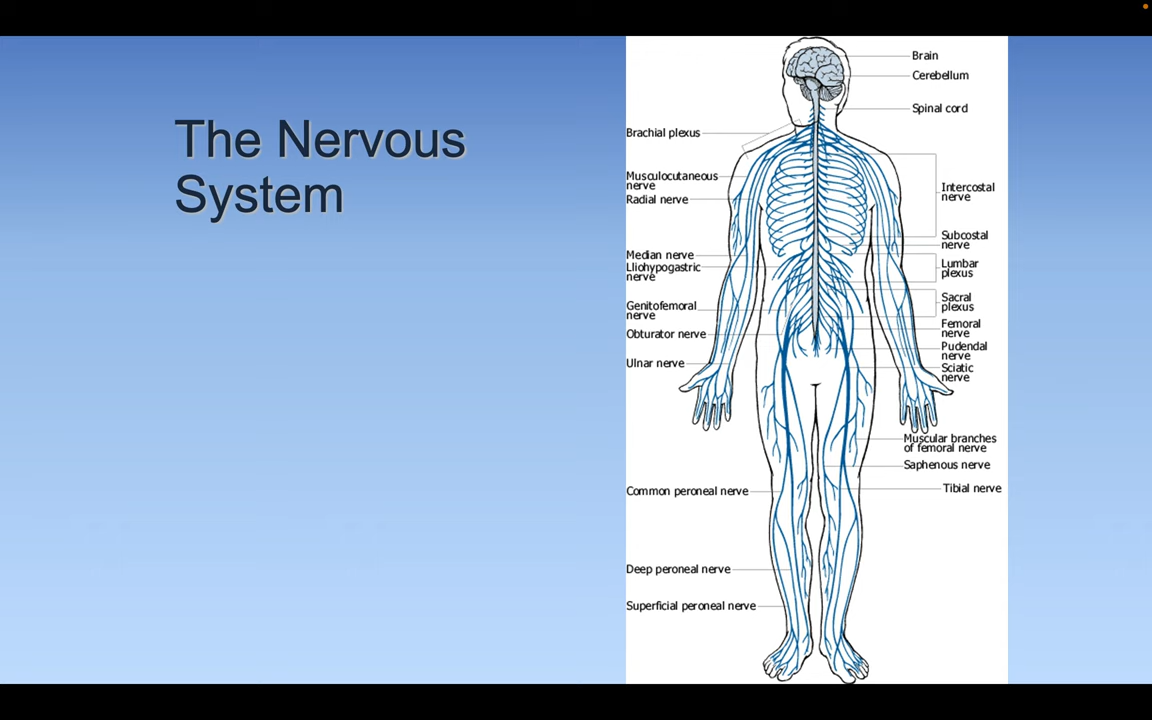 The Nervous
System
Brain
Cerebellum
Spinal cord
Brachial plexus
Musculocutaneous
nerve
Radial nerve
Median nerve
Lliohypogastric
nerve
Genitofemoral
nerve
Obturator nerve
Ulnar nerve
Common peroneal nerve
Deep peroneal nerve
Superficial peroneal nerve
Intercostal
nerve
Subcostal
nerve
Lumbar
plexus
Sacral
plexus
Femoral
nerve
Pudendal
nerve
Sciatic
nerve
Muscular branches
of femoral nerve
Saphenous nerve
Tibial nerve